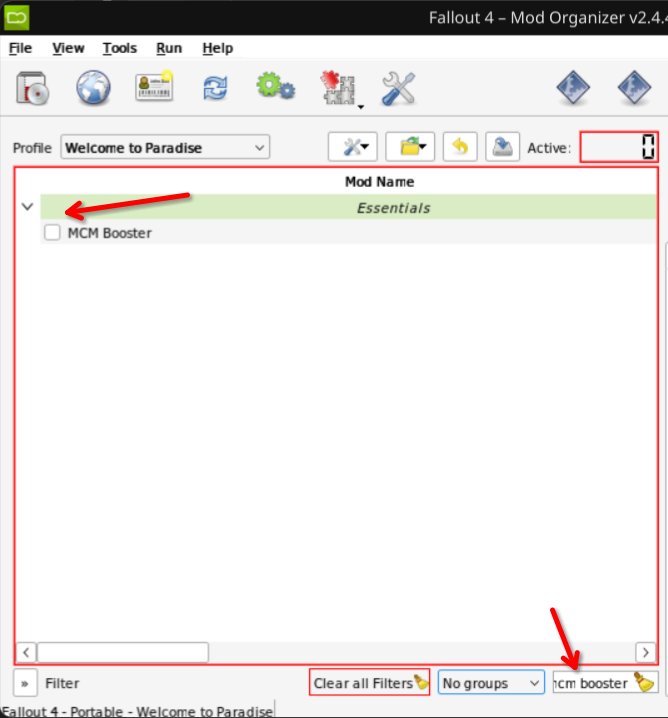 Fallout 4 – Mod Organizer v2.4.4
File View Tools Run Help
Profile Welcome to Paradise Active: 0
Mod Name
Essentials
MCM Booster
» Filter Clear all Filters No groups mcm booster
Fallout 4 - Portable - Welcome to Paradise